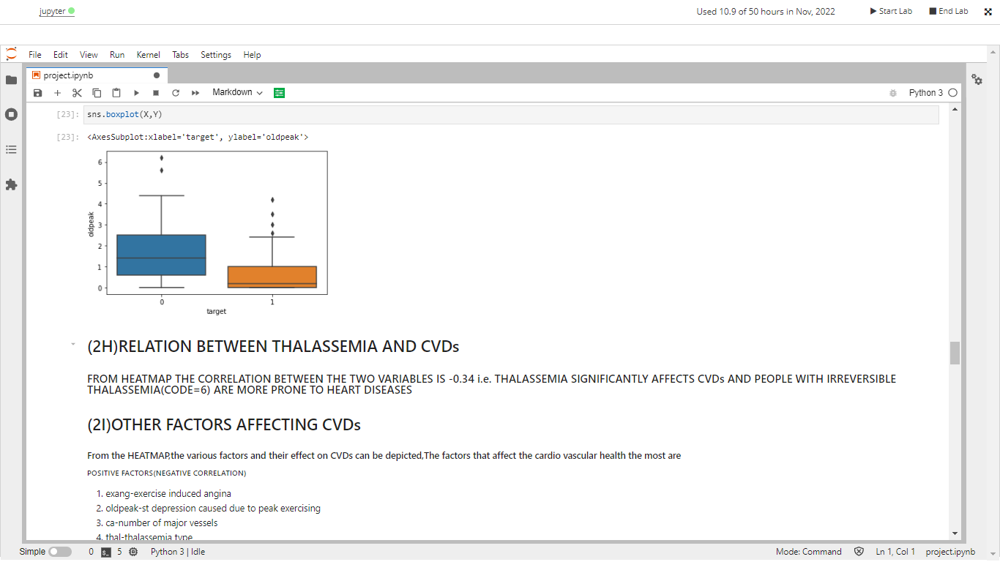 jupyter
Used 10.9 of 50 hours in Nov, 2022
Start Lab
End Lab
File Edit View Run Kernel Tabs Settings Help
project.ipynb
Markdown
Python 3
[23]: sns.boxplot(X,Y)
[23]: <AxesSubplot:xlabel='target', ylabel='oldpeak'>
6
5
4
3
2
1
0
oldpeak
0 1
target
(2H)RELATION BETWEEN THALASSEMIA AND CVDs
FROM HEATMAP THE CORRELATION BETWEEN THE TWO VARIABLES IS -0.34 i.e. THALASSEMIA SIGNIFICANTLY AFFECTS CVDs AND PEOPLE WITH IRREVERSIBLE
THALASSEMIA(CODE=6) ARE MORE PRONE TO HEART DISEASES
(2I)OTHER FACTORS AFFECTING CVDs
From the HEATMAP,the various factors and their effect on CVDs can be depicted,The factors that affect the cardio vascular health the most are
POSITIVE FACTORS(NEGATIVE CORRELATION)
1. exang-exercise induced angina
2. oldpeak-st depression caused due to peak exercising
3. ca-number of major vessels
4. thal-thalassemia type
Simple 0 5 Python 3 | Idle
Mode: Command Ln 1, Col 1 project.ipynb